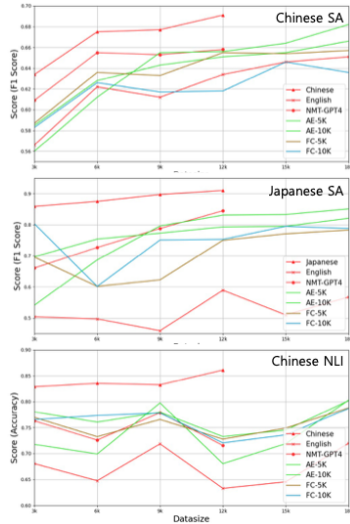 Chinese SA
0.70
0.68
0.66
0.64
0.62
0.60
0.58
0.56
Score (F1 Score)
Chinese
English
NMT-GPT4
AE-5K
AE-10K
FC-5K
FC-10K
3k 6k 9k 12k 15k
Japanese SA
0.9
0.8
0.7
0.6
0.5
Score (F1 Score)
Japanese
English
NMT-GPT4
AE-5K
AE-10K
FC-5K
FC-10K
3k 6k 9k 12k 15k
Chinese NLI
0.90
0.85
0.80
0.75
0.70
0.65
0.60
Score (Accuracy)
Chinese
English
NMT-GPT4
AE-5K
AE-10K
FC-5K
FC-10K
3k 6k 9k 12k 15k
Datasize